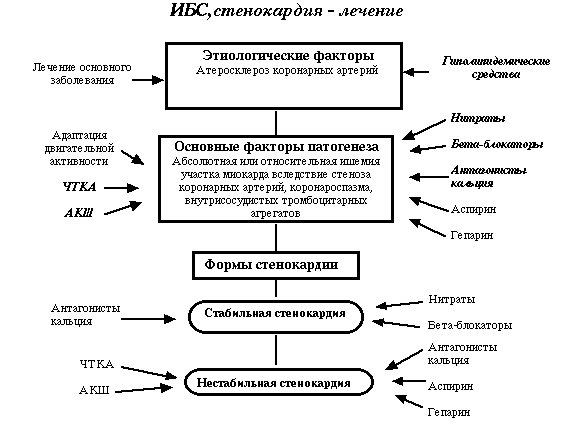 ИБС,стенокардия - лечение
Этиологические факторы
Атеросклероз коронарных артерий
Лечение основного
заболевания
Гиполипидемические
средства
Адаптация
двигательной
активности
ЧТКА
АКШ
Основные факторы патогенеза
Абсолютная или относительная ишемия
участка миокарда вследствие стеноза
коронарных артерий, коронароспазма,
внутрисосудистых тромбоцитарных
агрегатов
Нитраты
Бета-блокаторы
Антагонисты
кальция
Аспирин
Гепарин
Формы стенокардии
Антагонисты
кальция
Стабильная стенокардия
Нитраты
Бета-блокаторы
ЧТКА
АКШ
Нестабильная стенокардия
Антагонисты
кальция
Аспирин
Гепарин